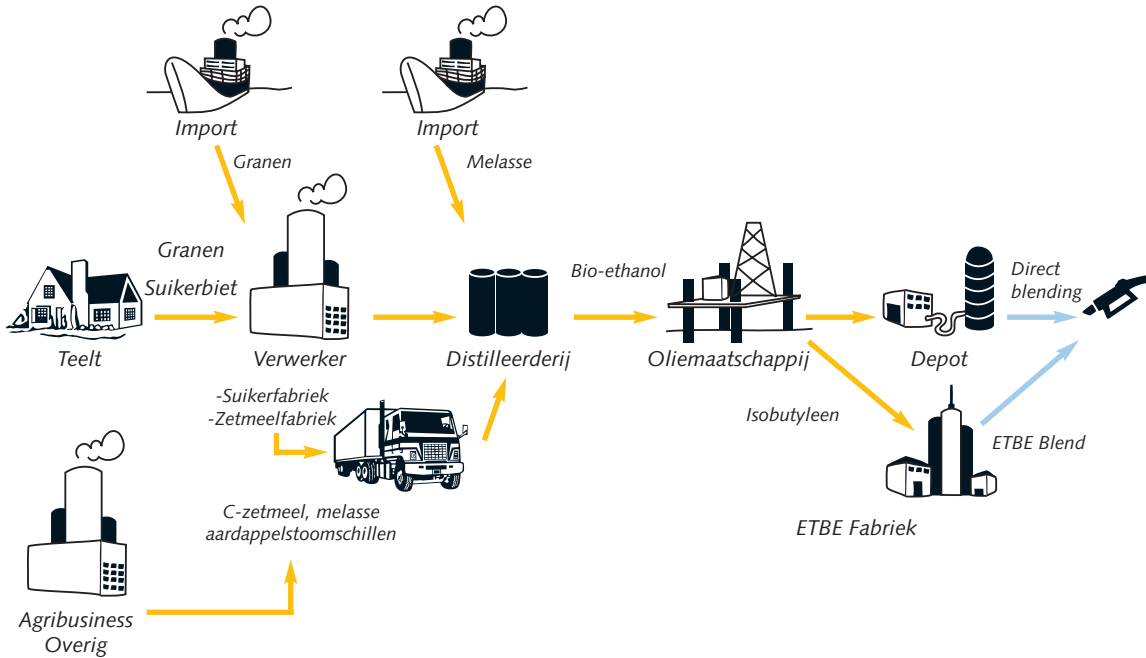 Import
Import
Granen
Melasse
Granen
Suikerbiet
Bio-ethanol
Direct
blending
Teelt
Verwerker
Distilleerderij
Oliemaatschappij
Depot
-Suikerfabriek
-Zetmeelfabriek
Isobutyleen
ETBE Blend
C-zetmeel, melasse
aardappelstoomschillen
ETBE Fabriek
Agribusiness
Overig